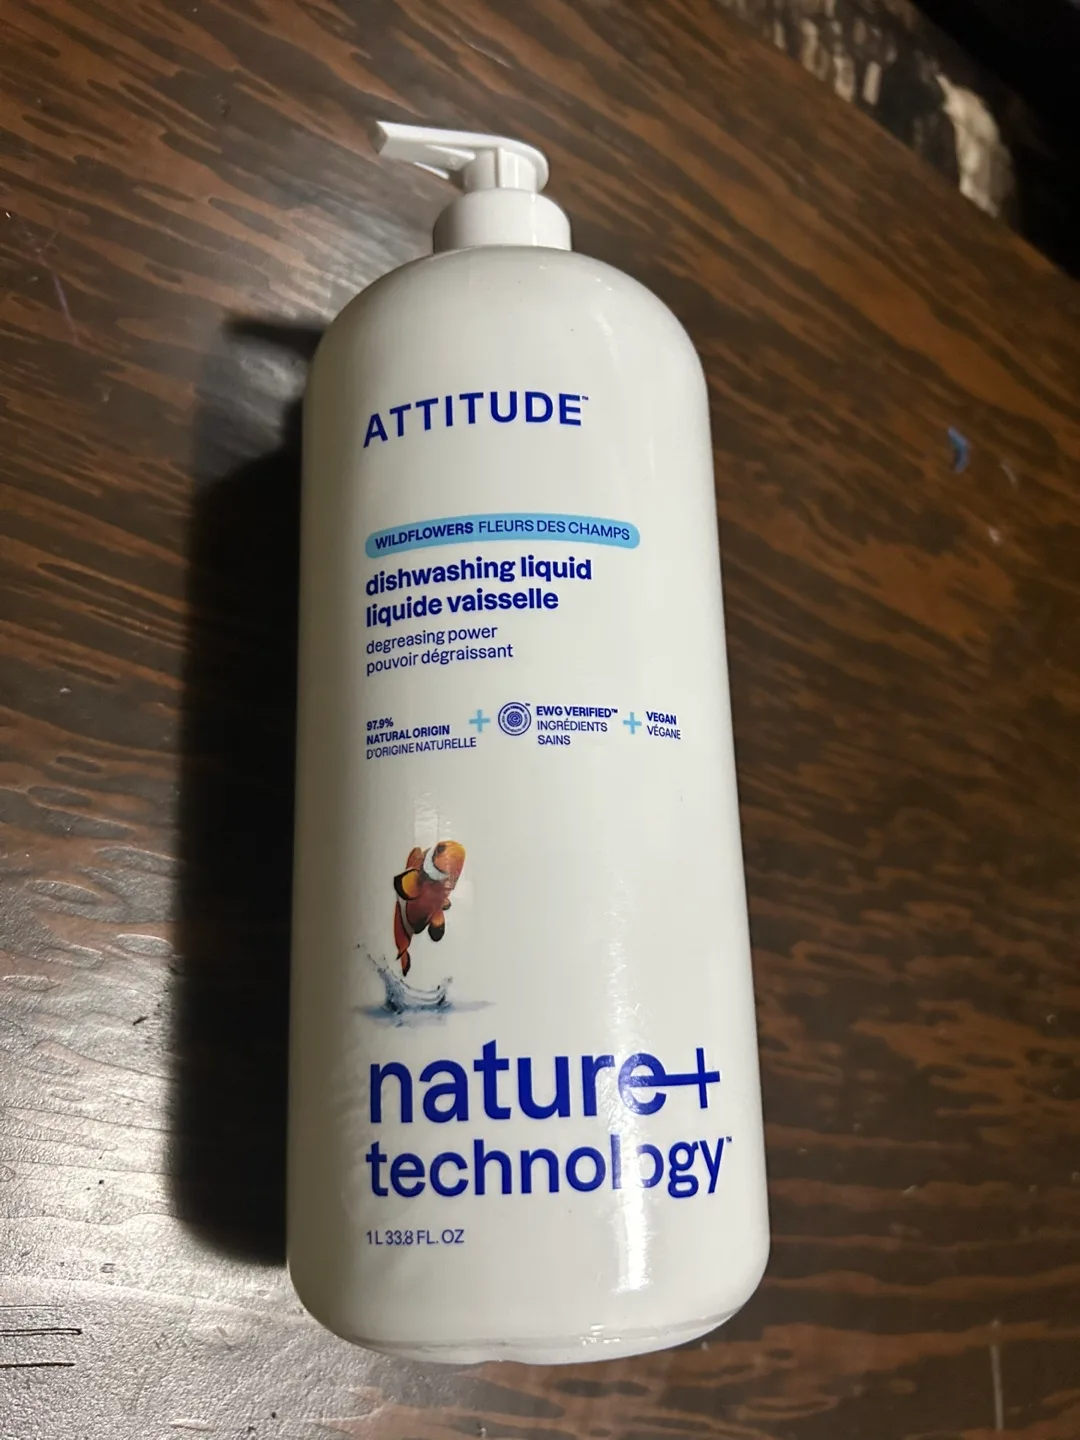 ATTITUDE™
WILDFLOWERS FLEURS DES CHAMPS
dishwashing liquid
liquide vaisselle
degreasing power
pouvoir dégraissant
97.9%
NATURAL ORIGIN
D'ORIGINE NATURELLE
+
EWG VERIFIED™
INGRÉDIENTS
SAINS
+
VEGAN
VÉGANE
nature+
technology™
1 L 33.8 FL. OZ